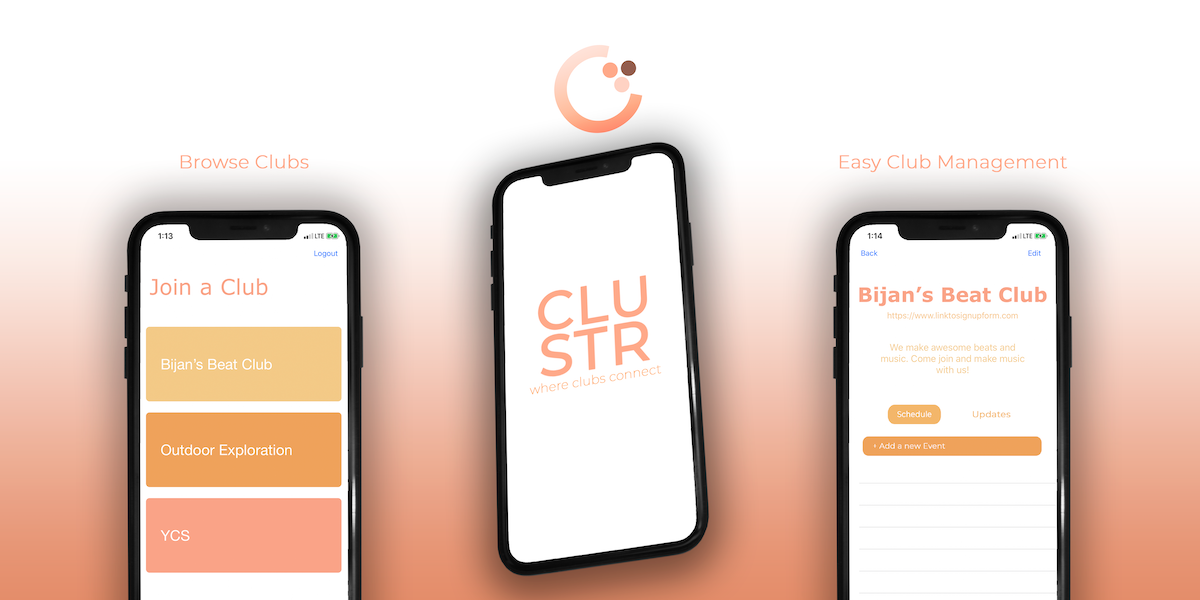 Browse Clubs
1:13
LTE
Logout
Join a Club
Bijan's Beat Club
Outdoor Exploration
YCS
CLU
STR
where clubs connect
Easy Club Management
1:14
LTE
Back
Edit
Bijan's Beat Club
https://www.linktosignupform.com
We make awesome beats and
music. Come join and make music
with us!
Schedule
Updates
+ Add a new Event